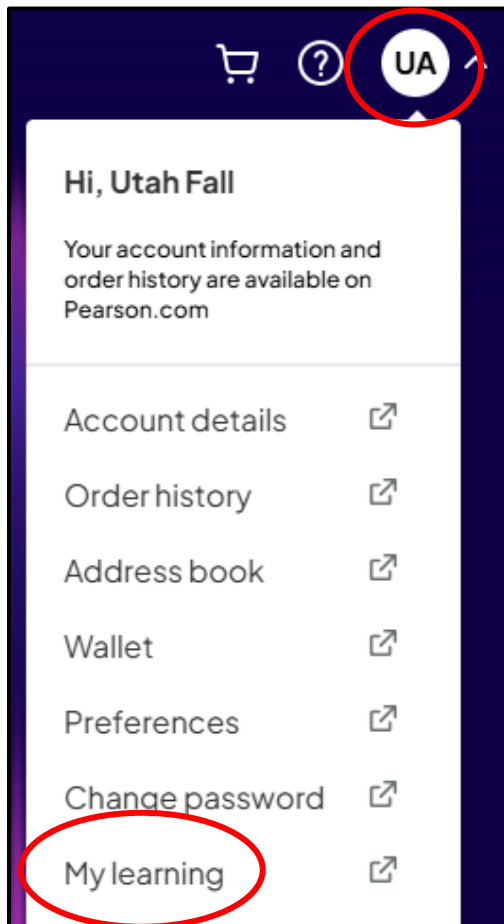 UA
Hi, Utah Fall
Your account information and
order history are available on
Pearson.com
Account details
Order history
Address book
Wallet
Preferences
Change password
My learning